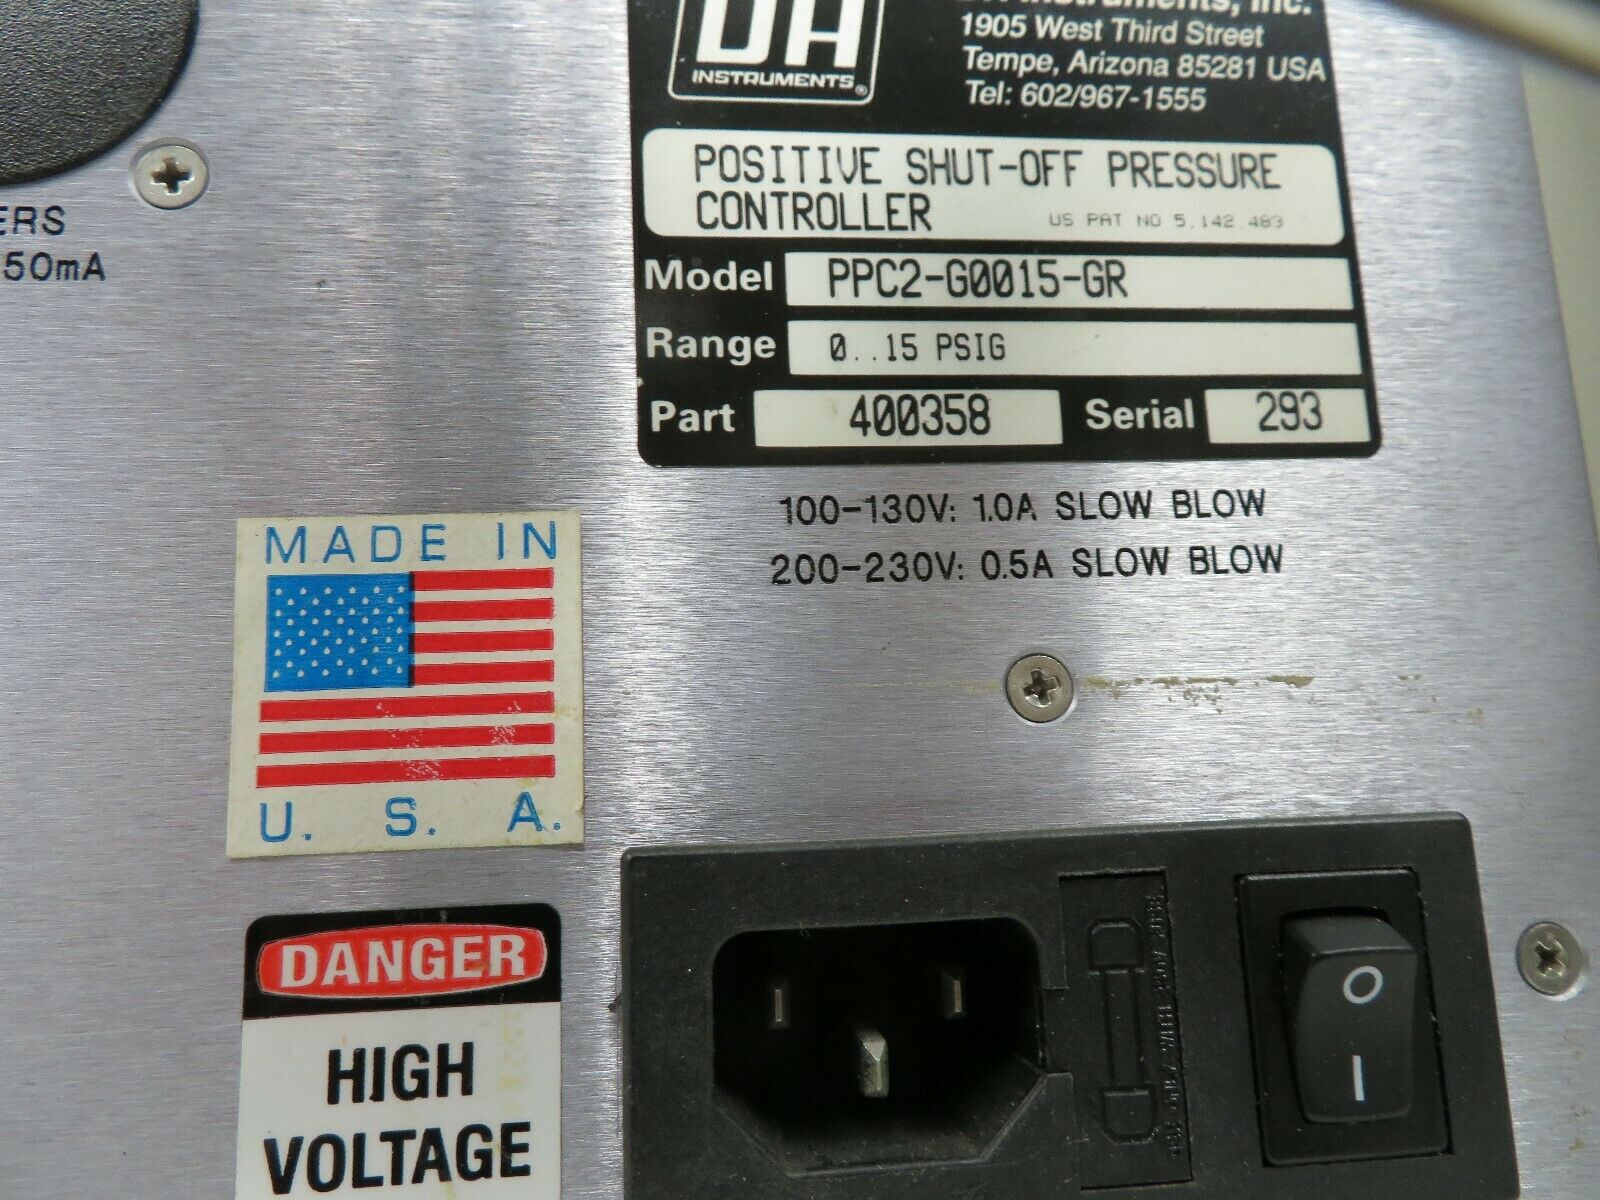 DH
INSTRUMENTS®
Instruments, Inc.
1905 West Third Street
Tempe, Arizona 85281 USA
Tel: 602/967-1555
POSITIVE SHUT-OFF PRESSURE
CONTROLLER
US PAT NO 5,142,483
Model PPC2-G0015-GR
Range 0..15 PSIG
Part 400358 Serial 293
ERS
50mA
100-130V: 1.0A SLOW BLOW
200-230V: 0.5A SLOW BLOW
MADE IN
U. S. A.
DANGER
HIGH
VOLTAGE
O
I